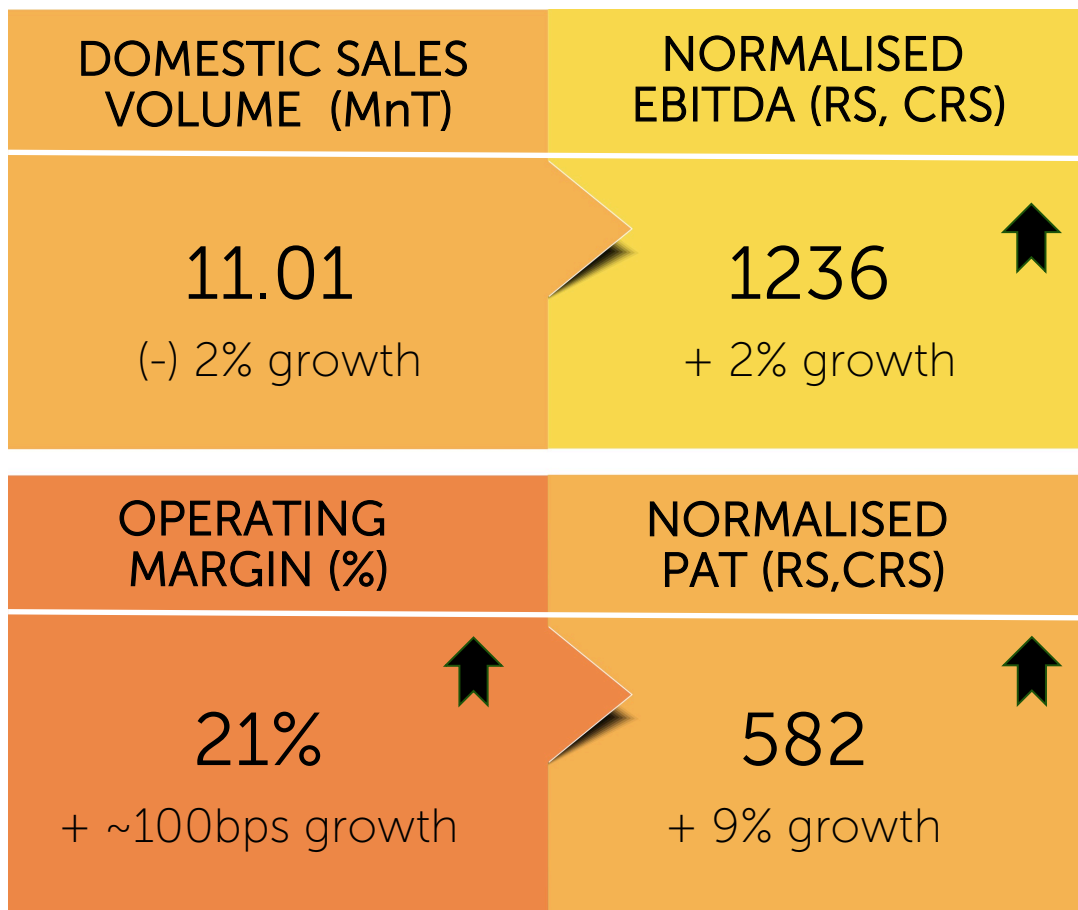 DOMESTIC SALES
VOLUME (MnT)
11.01
(-) 2% growth
NORMALISED
EBITDA (RS, CRS)
1236
+ 2% growth
OPERATING
MARGIN (%)
21%
+ ~100bps growth
NORMALISED
PAT (RS,CRS)
582
+ 9% growth